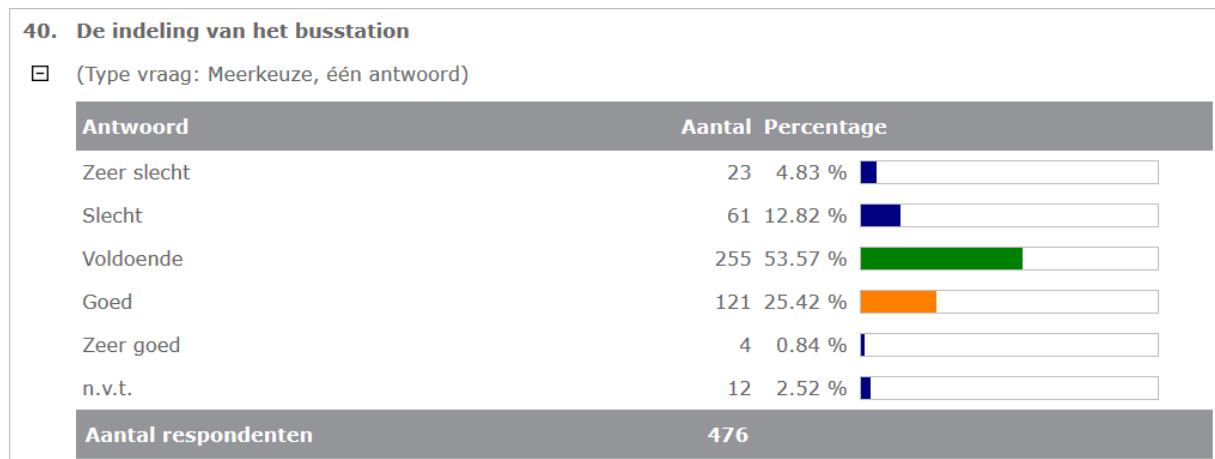 40. De indeling van het busstation
(Type vraag: Meerkeuze, één antwoord)
Antwoord Aantal Percentage
Zeer slecht 23 4.83 %
Slecht 61 12.82 %
Voldoende 255 53.57 %
Goed 121 25.42 %
Zeer goed 4 0.84 %
n.v.t. 12 2.52 %
Aantal respondenten 476